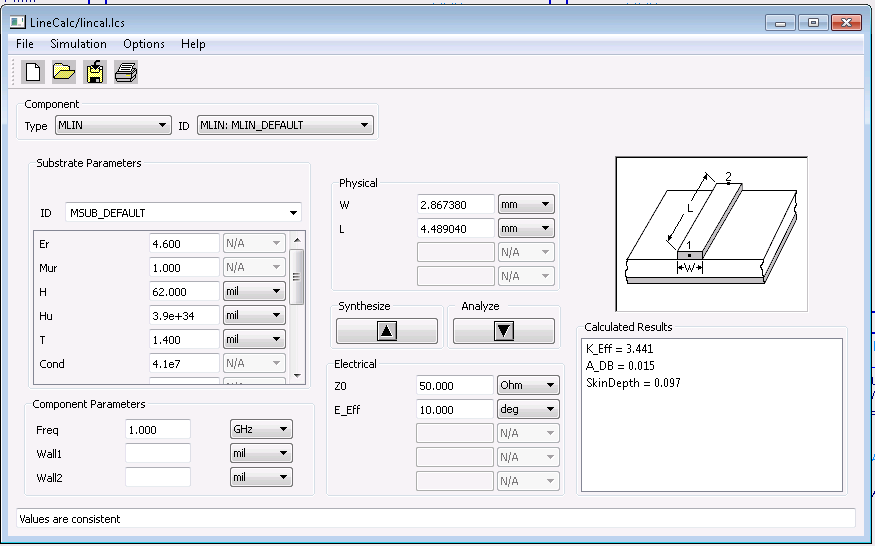 LineCalc/lincal.lcs
File Simulation Options Help
Component
Type MLIN ID MLIN: MLIN_DEFAULT
Substrate Parameters
ID MSUB_DEFAULT
Er 4.600 N/A
Mur 1.000 N/A
H 62.000 mil
Hu 3.9e+34 mil
T 1.400 mil
Cond 4.1e7 N/A
Component Parameters
Freq 1.000 GHz
Wall1 mil
Wall2 mil
Physical
W 2.867380 mm
L 4.489040 mm
N/A
N/A
Synthesize Analyze
Electrical
Z0 50.000 Ohm
E_Eff 10.000 deg
N/A
N/A
N/A
2
L
1
W
Calculated Results
K_Eff = 3.441
A_DB = 0.015
SkinDepth = 0.097
Values are consistent